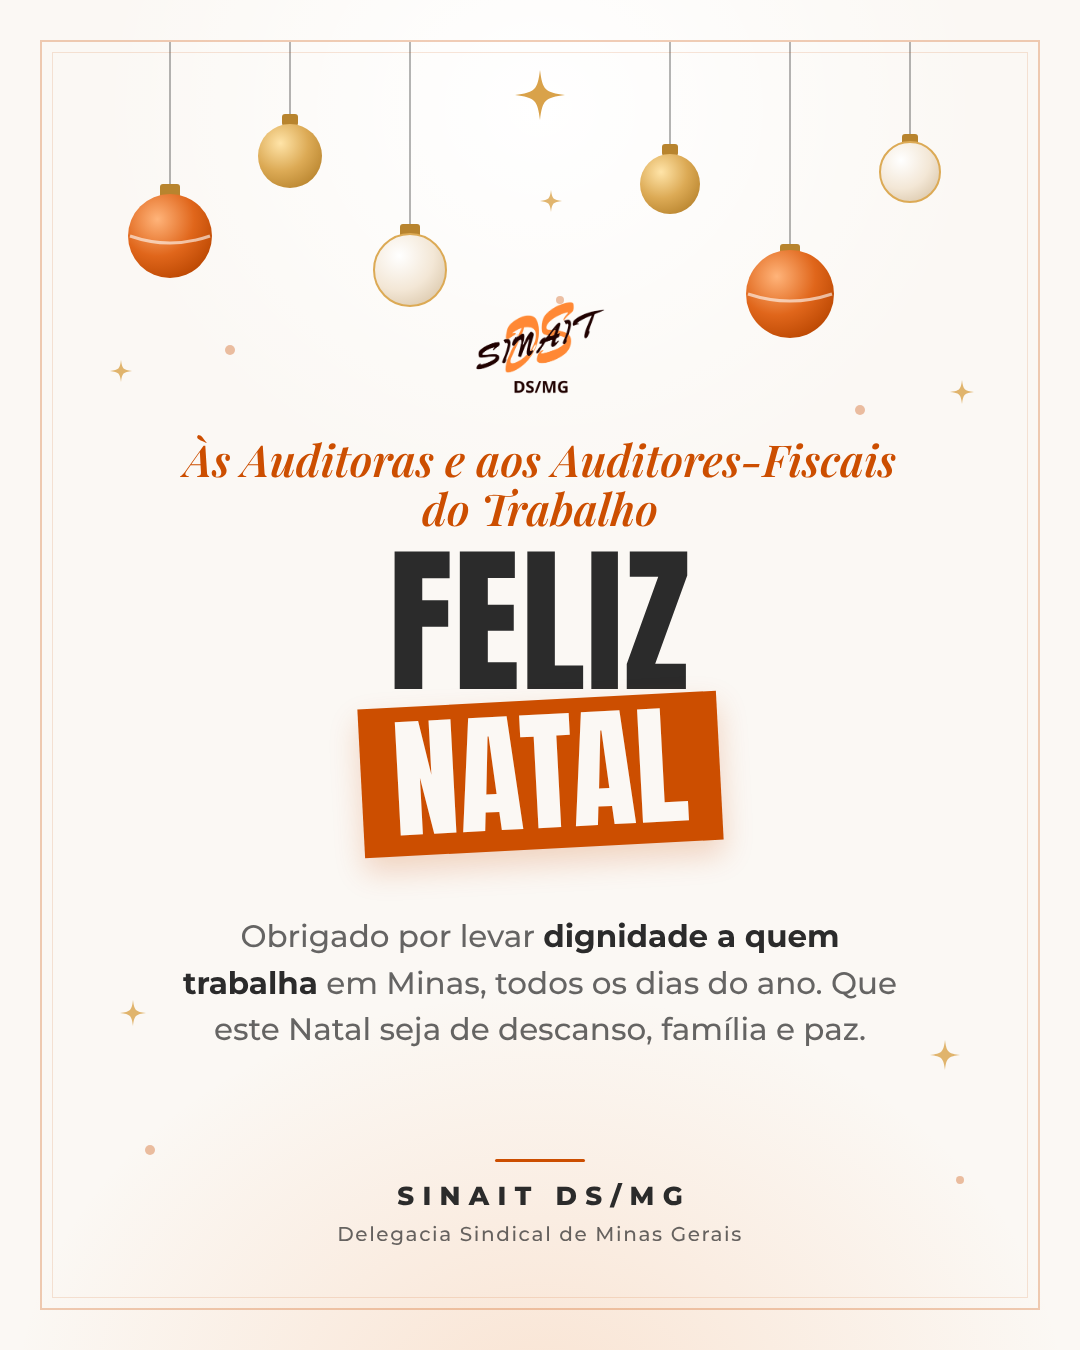 DS
SINAIT
DS/MG
Às Auditoras e aos Auditores-Fiscais
do Trabalho
FELIZ
NATAL
Obrigado por levar dignidade a quem
trabalha em Minas, todos os dias do ano. Que
este Natal seja de descanso, família e paz.
SINAIT DS/MG
Delegacia Sindical de Minas Gerais